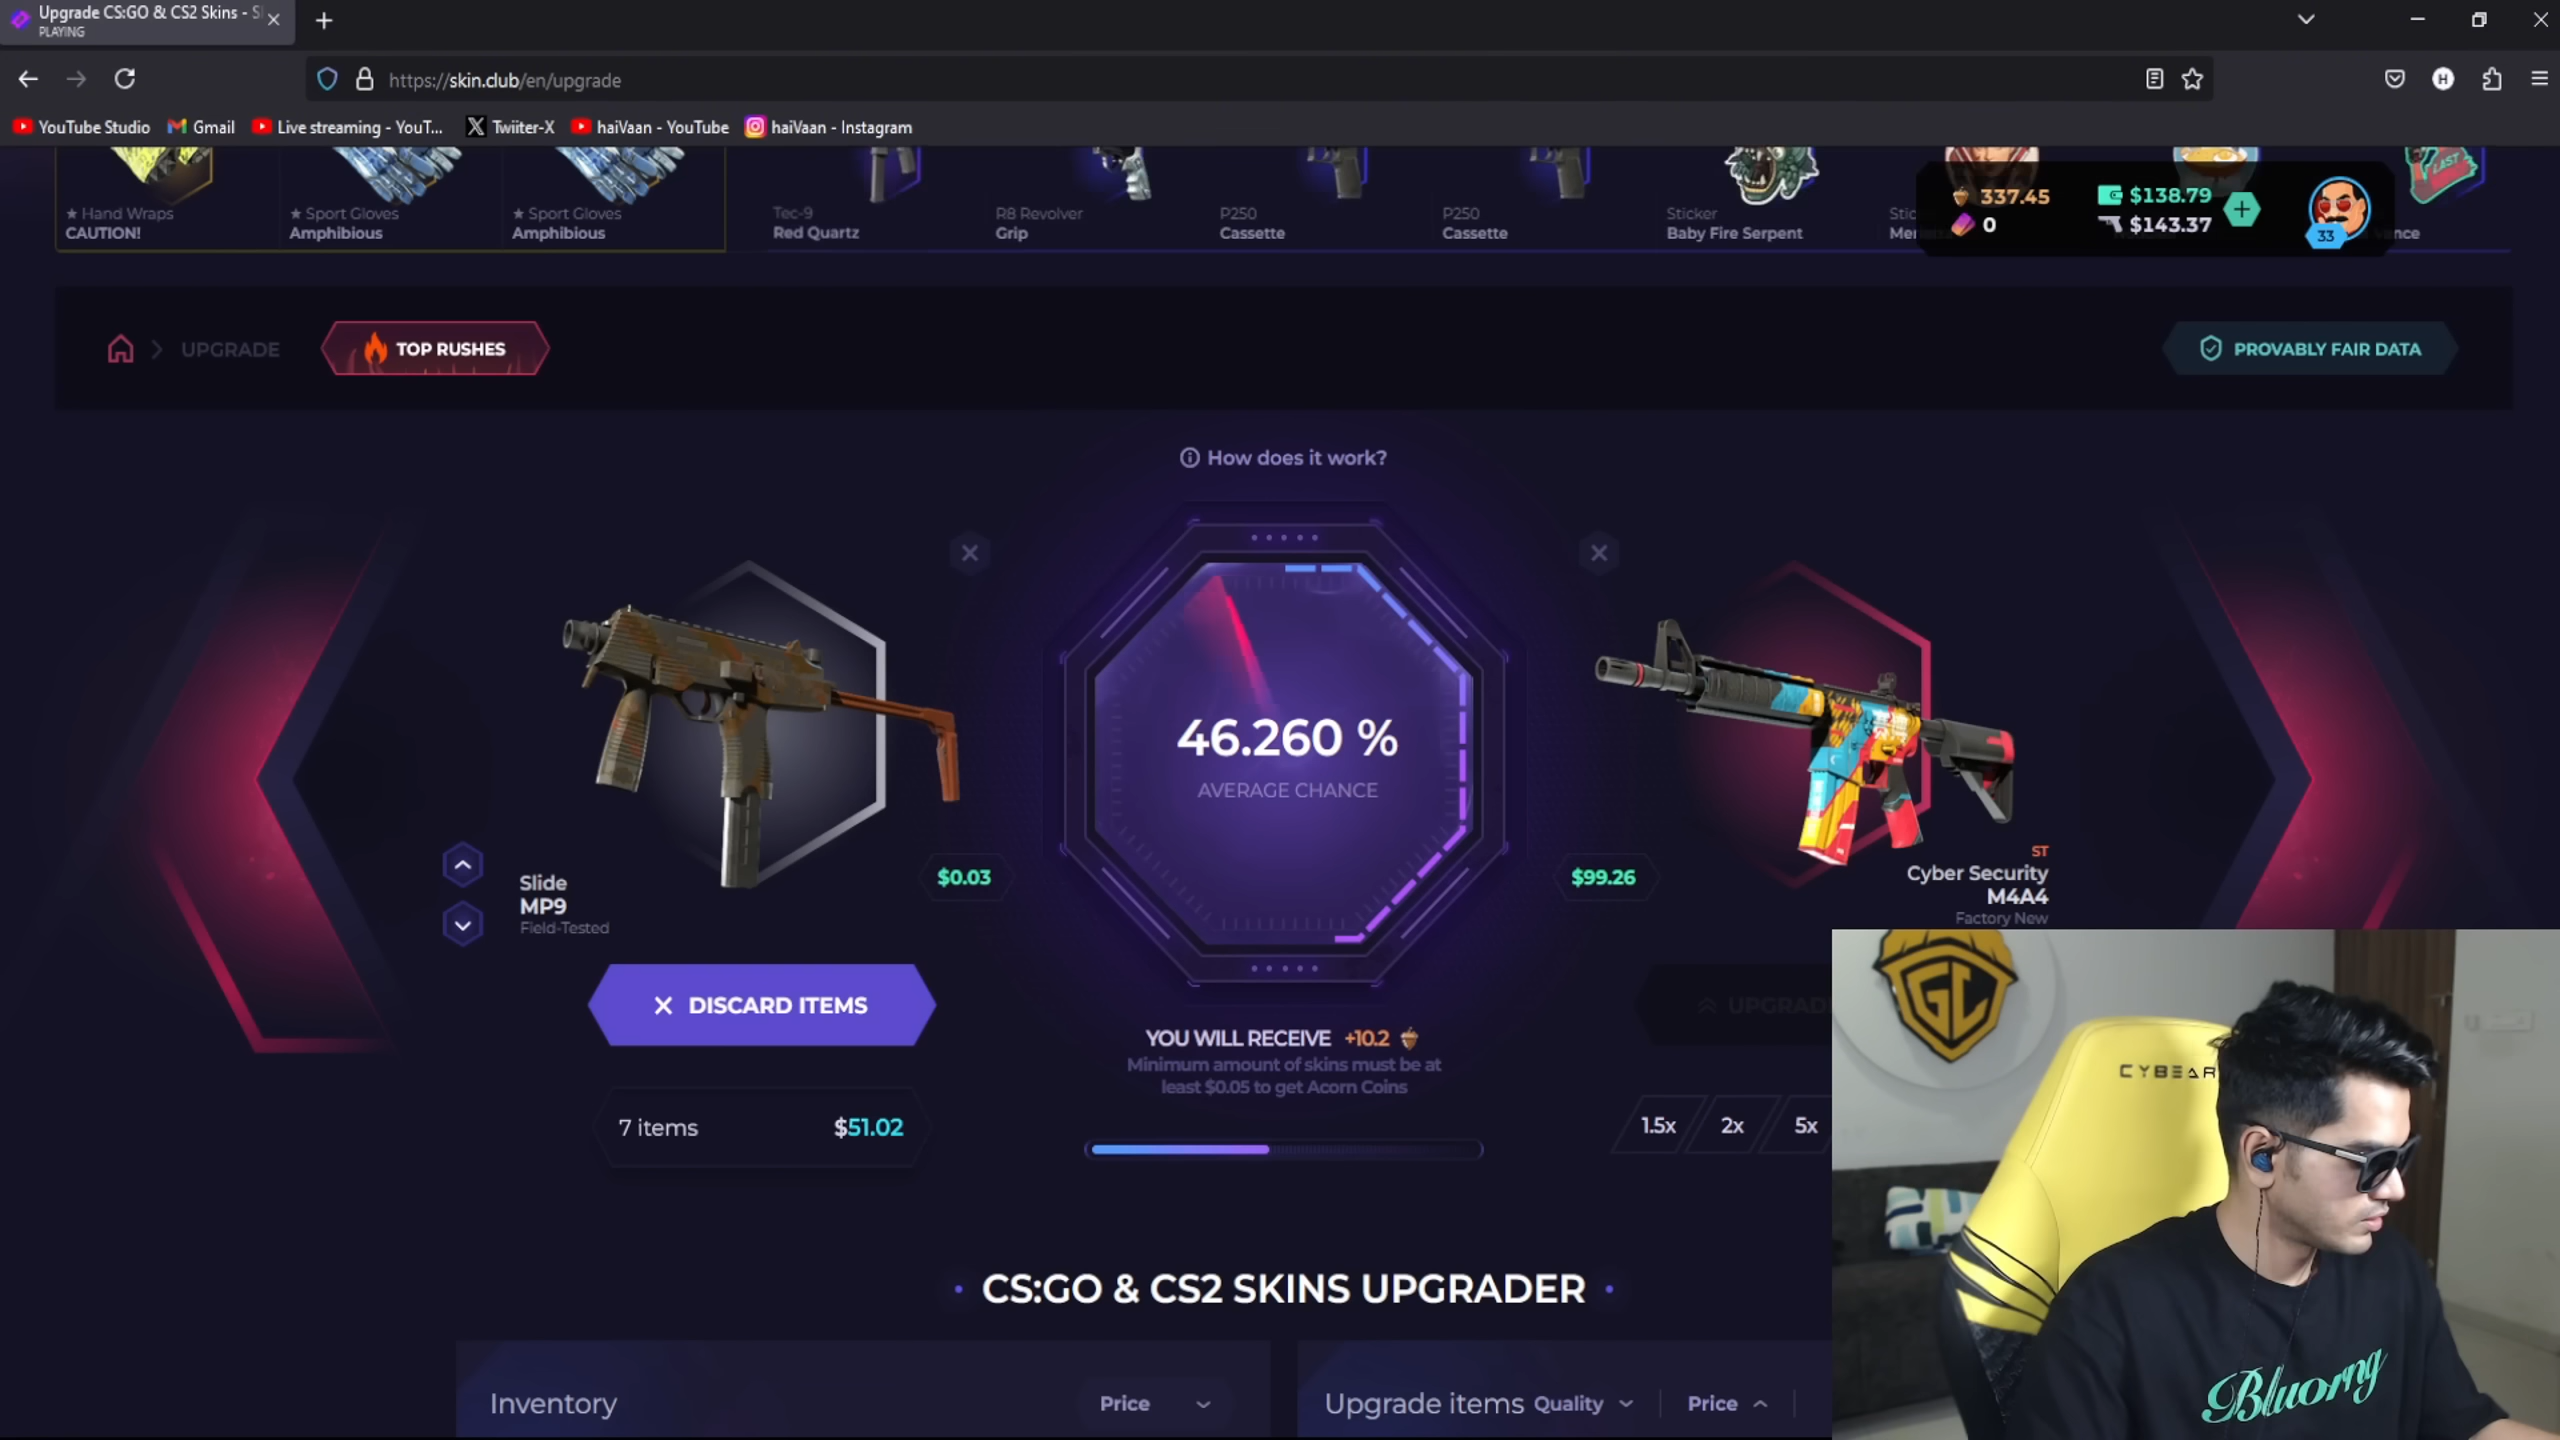 Upgrade CS:GO & CS2 Skins - S
PLAYING
https://skin.club/en/upgrade
YouTube Studio
Gmail
Live streaming - YouT...
Twiiter-X
haiVaan - YouTube
haiVaan - Instagram
★ Hand Wraps
CAUTION!
★ Sport Gloves
Amphibious
★ Sport Gloves
Amphibious
Tec-9
Red Quartz
R8 Revolver
Grip
P250
Cassette
P250
Cassette
Sticker
Baby Fire Serpent
337.45
$138.79
0
$143.37
33
LAST
UPGRADE
TOP RUSHES
PROVABLY FAIR DATA
How does it work?
46.260 %
AVERAGE CHANCE
$0.03
$99.26
Slide
MP9
Field-Tested
ST
Cyber Security
M4A4
Factory New
DISCARD ITEMS
YOU WILL RECEIVE +10.2
Minimum amount of skins must be at
least $0.05 to get Acorn Coins
7 items $51.02
1.5x 2x 5x
CS:GO & CS2 SKINS UPGRADER
Inventory
Price
Upgrade items
Quality
Price
GL
CYBEAR
Bluorng